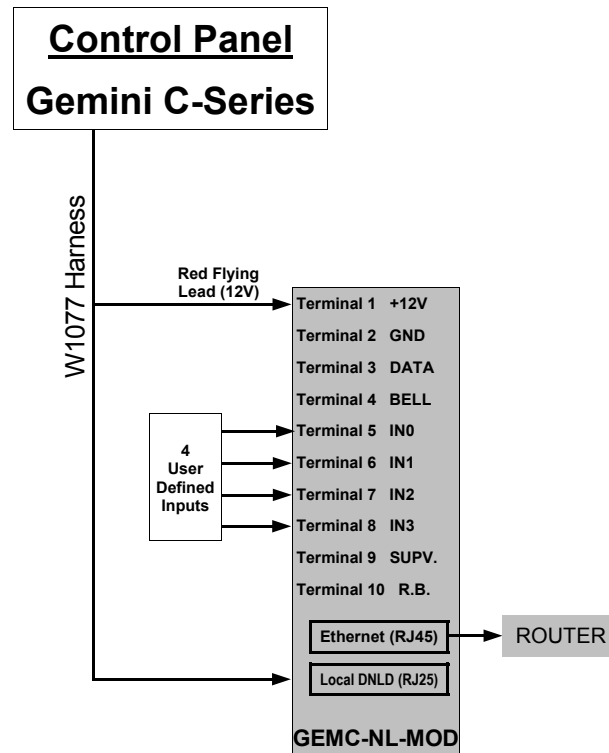 Control Panel
Gemini C-Series
W1077 Harness
Red Flying
Lead (12V)
Terminal 1 +12V
Terminal 2 GND
Terminal 3 DATA
Terminal 4 BELL
Terminal 5 IN0
Terminal 6 IN1
Terminal 7 IN2
Terminal 8 IN3
Terminal 9 SUPV.
Terminal 10 R.B.
4
User
Defined
Inputs
Ethernet (RJ45)
ROUTER
Local DNLD (RJ25)
GEMC-NL-MOD